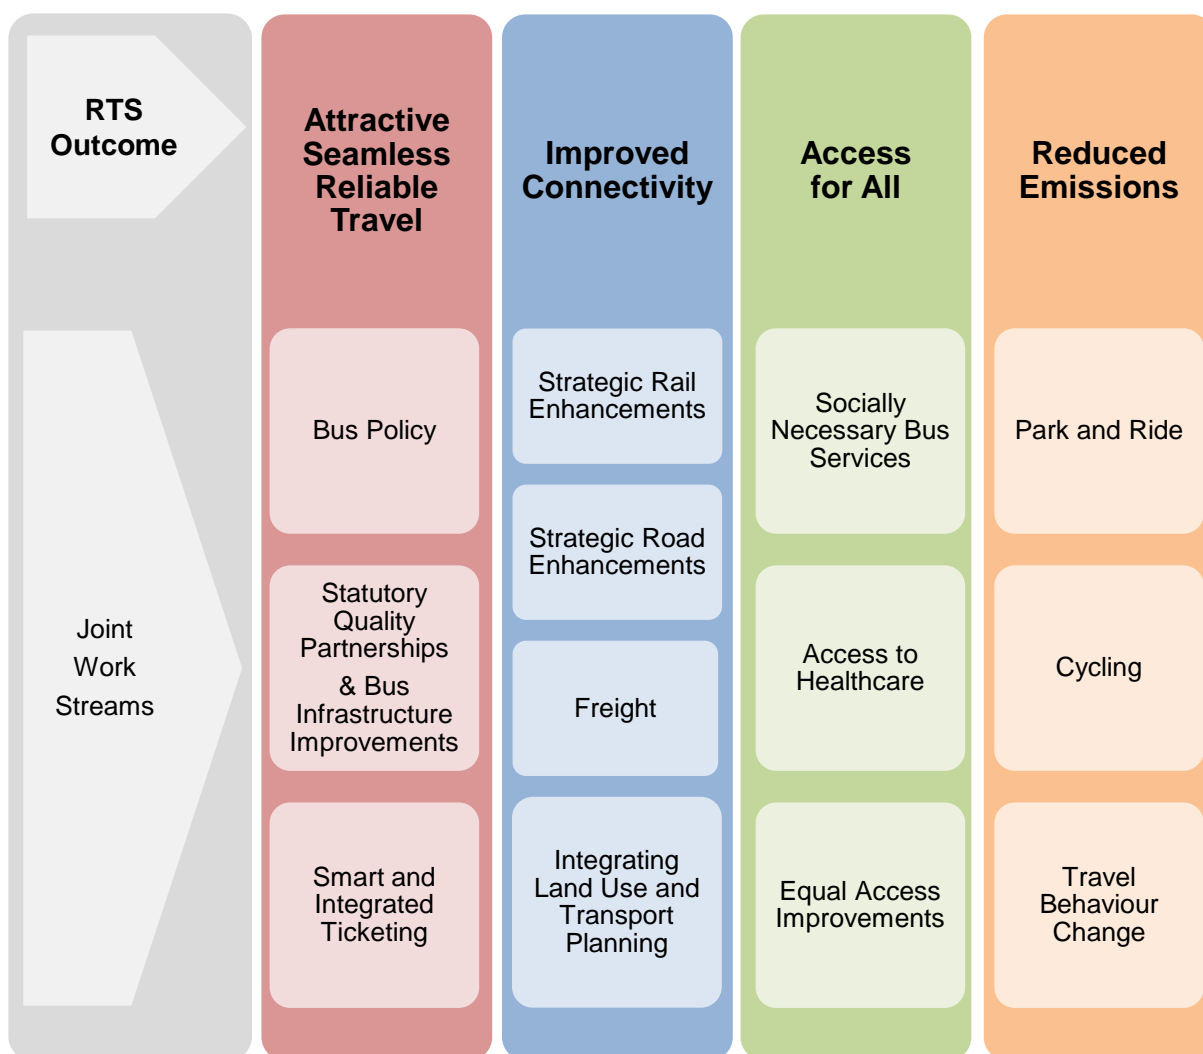 RTS
Outcome
Attractive
Seamless
Reliable
Travel
Improved
Connectivity
Access
for All
Reduced
Emissions
Joint
Work
Streams
Bus Policy
Statutory
Quality
Partnerships
& Bus
Infrastructure
Improvements
Smart and
Integrated
Ticketing
Strategic Rail
Enhancements
Strategic Road
Enhancements
Freight
Integrating
Land Use and
Transport
Planning
Socially
Necessary Bus
Services
Access to
Healthcare
Equal Access
Improvements
Park and Ride
Cycling
Travel
Behaviour
Change